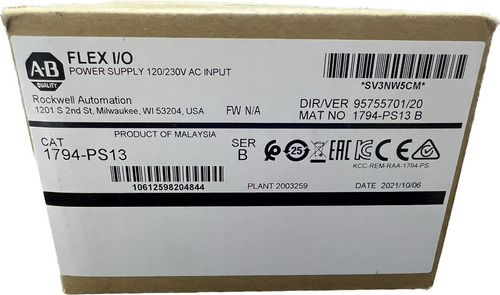 A-B
QUALITY
FLEX I/O
POWER SUPPLY 120/230V AC INPUT
*SV3NW5CM*
Rockwell Automation
1201 S 2nd St, Milwaukee, WI 53204, USA
FW N/A
DIR/VER 95755701/20
MAT NO 1794-PS13 B
PRODUCT OF MALAYSIA
CAT
1794-PS13
SER
B
25
EAC
CE
KCC-REM-RAA-1794-PS
10612598204844
PLANT 2003259
DATE 2021/10/06